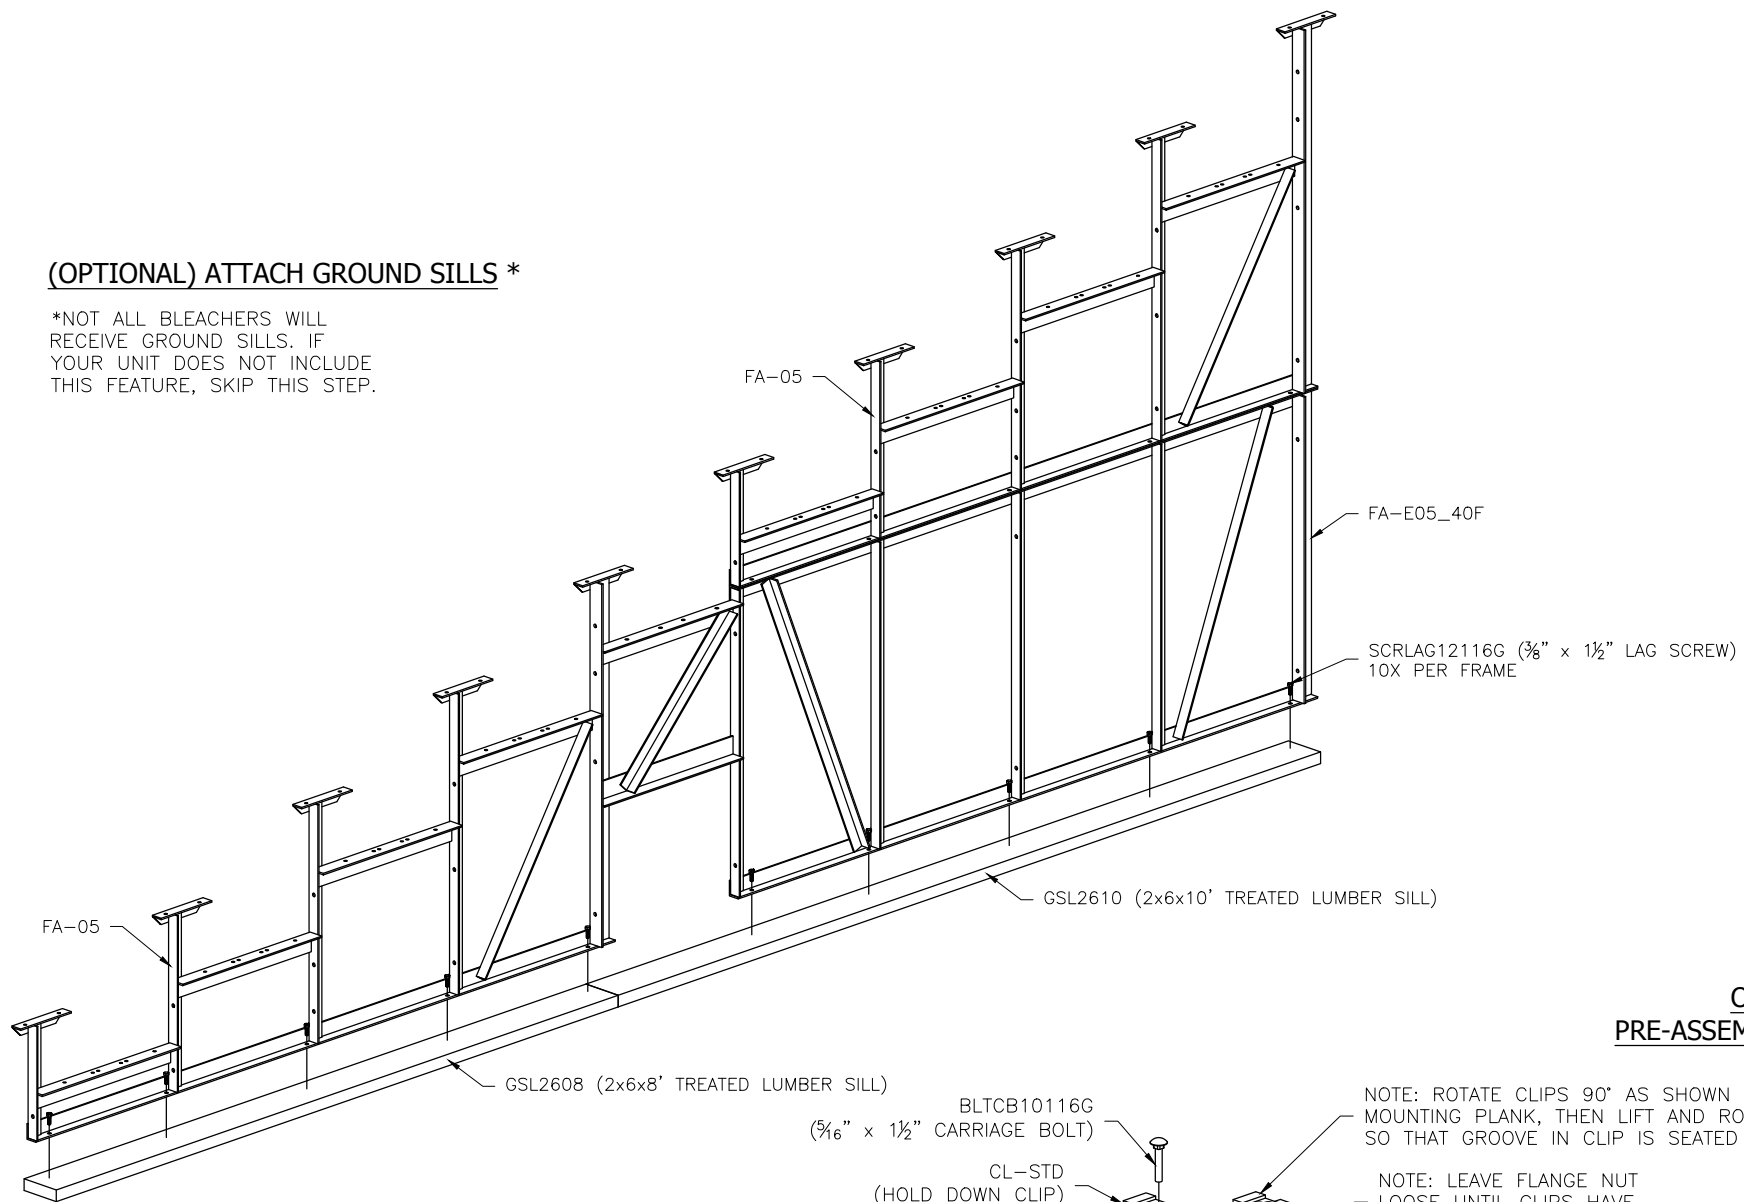 (OPTIONAL) ATTACH GROUND SILLS *
*NOT ALL BLEACHERS WILL
RECEIVE GROUND SILLS. IF
YOUR UNIT DOES NOT INCLUDE
THIS FEATURE, SKIP THIS STEP.
FA-05
FA-E05_40F
SCRLAG12116G (⅜" x 1½" LAG SCREW)
10X PER FRAME
GSL2610 (2x6x10' TREATED LUMBER SILL)
FA-05
GSL2608 (2x6x8' TREATED LUMBER SILL)
PRE-ASSEM
BLTCB10116G
(5⁄16" x 1½" CARRIAGE BOLT)
CL-STD
(HOLD DOWN CLIP)
NOTE: ROTATE CLIPS 90° AS SHOWN
MOUNTING PLANK, THEN LIFT AND RO
SO THAT GROOVE IN CLIP IS SEATED
NOTE: LEAVE FLANGE NUT
LOOSE UNTIL CLIPS HAVE